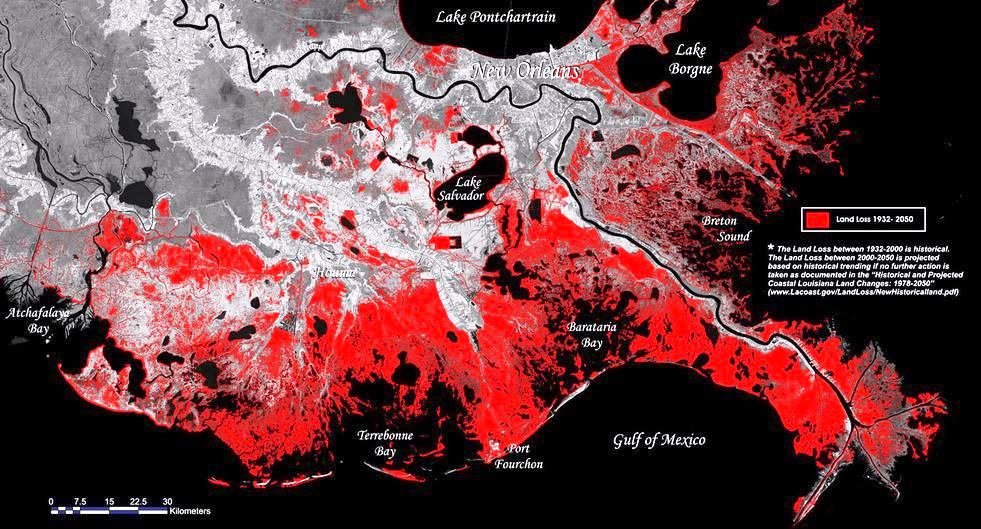 Lake Pontchartrain
Lake
Borgne
New Orleans
Lake
Salvador
Breton
Sound
Land Loss 1932- 2050
* The Land Loss between 1932-2000 is historical.
The Land Loss between 2000-2050 is projected
based on historical trending if no further action is
taken as documented in the "Historical and Projected
Coastal Louisiana Land Changes: 1978-2050"
(www.Lacoast.gov/LandLoss/NewHistoricalland.pdf)
Houma
Atchafalaya
Bay
Barataria
Bay
Terrebonne
Bay
Port
Fourchon
Gulf of Mexico
0 7.5 15 22.5 30
Kilometers